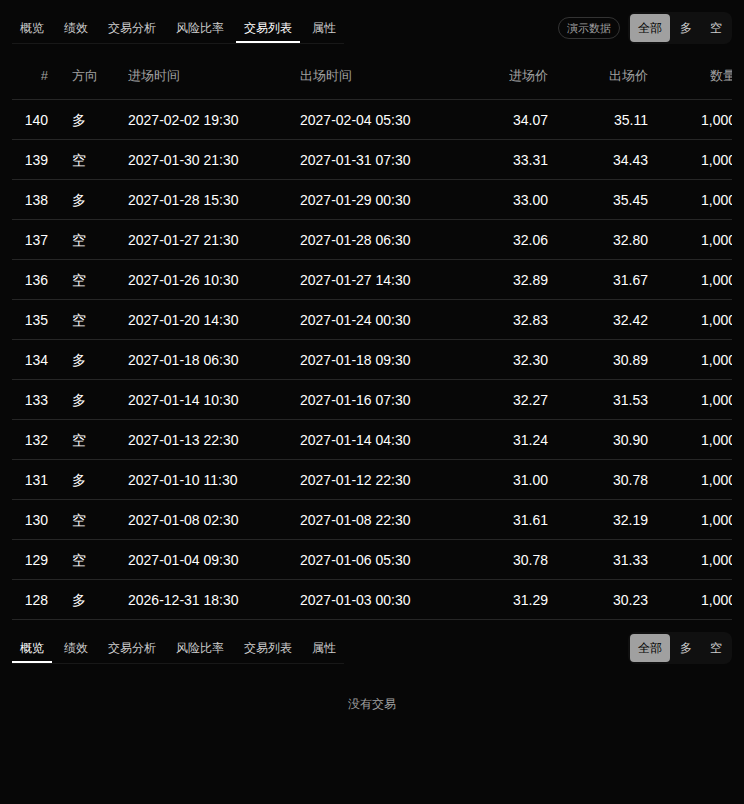 概览 绩效 交易分析 风险比率 交易列表 属性 演示数据 全部 多 空
# 方向 进场时间 出场时间 进场价 出场价 数量
140 多 2027-02-02 19:30 2027-02-04 05:30 34.07 35.11 1,000
139 空 2027-01-30 21:30 2027-01-31 07:30 33.31 34.43 1,000
138 多 2027-01-28 15:30 2027-01-29 00:30 33.00 35.45 1,000
137 空 2027-01-27 21:30 2027-01-28 06:30 32.06 32.80 1,000
136 空 2027-01-26 10:30 2027-01-27 14:30 32.89 31.67 1,000
135 空 2027-01-20 14:30 2027-01-24 00:30 32.83 32.42 1,000
134 多 2027-01-18 06:30 2027-01-18 09:30 32.30 30.89 1,000
133 多 2027-01-14 10:30 2027-01-16 07:30 32.27 31.53 1,000
132 空 2027-01-13 22:30 2027-01-14 04:30 31.24 30.90 1,000
131 多 2027-01-10 11:30 2027-01-12 22:30 31.00 30.78 1,000
130 空 2027-01-08 02:30 2027-01-08 22:30 31.61 32.19 1,000
129 空 2027-01-04 09:30 2027-01-06 05:30 30.78 31.33 1,000
128 多 2026-12-31 18:30 2027-01-03 00:30 31.29 30.23 1,000
概览 绩效 交易分析 风险比率 交易列表 属性 全部 多 空
没有交易